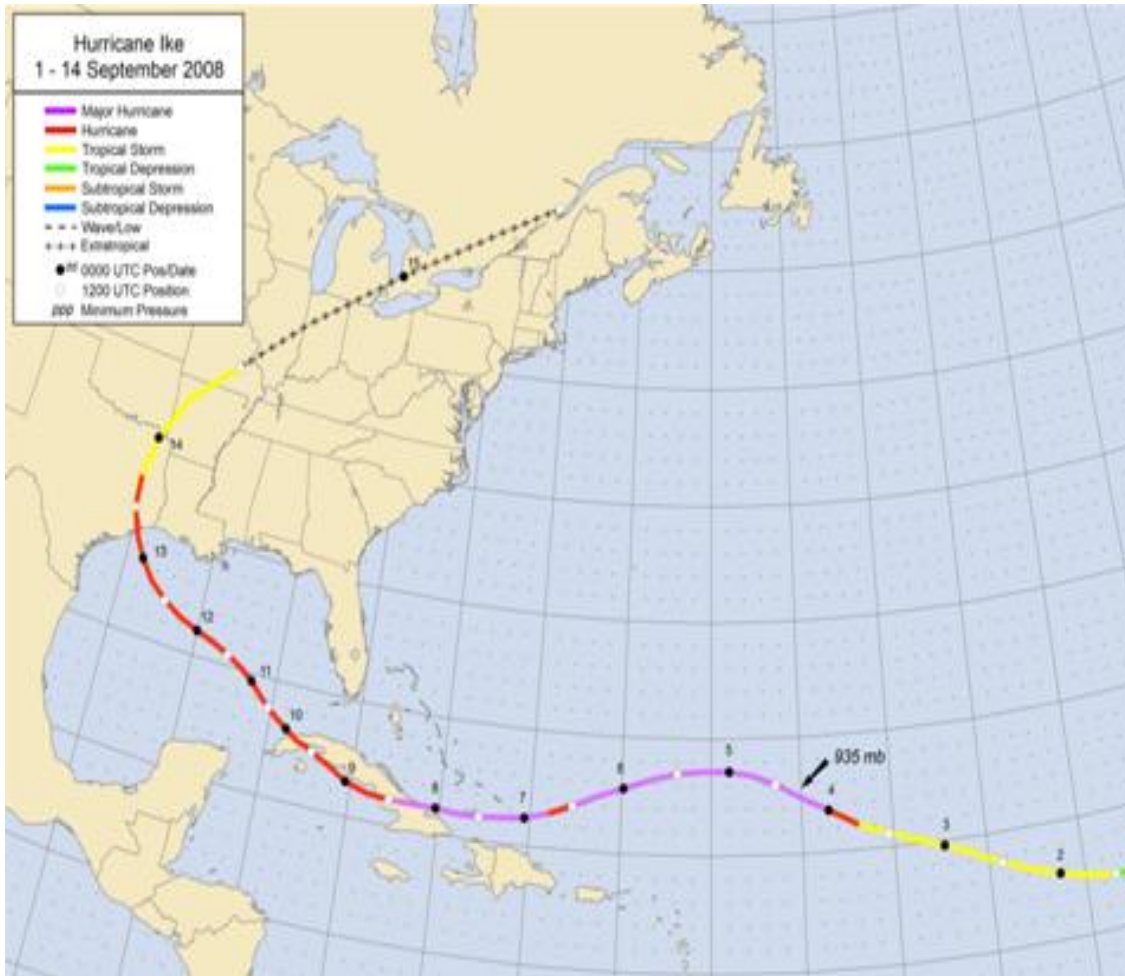 Hurricane Ike
1 - 14 September 2008
Major Hurricane
Hurricane
Tropical Storm
Tropical Depression
Subtropical Storm
Subtropical Depression
Wave/Low
Extratropical
## 0000 UTC Pos/Date
1200 UTC Position
ppp Minimum Pressure
15
14
13
12
11
10
9
8
7
6
5
935 mb
4
3
2